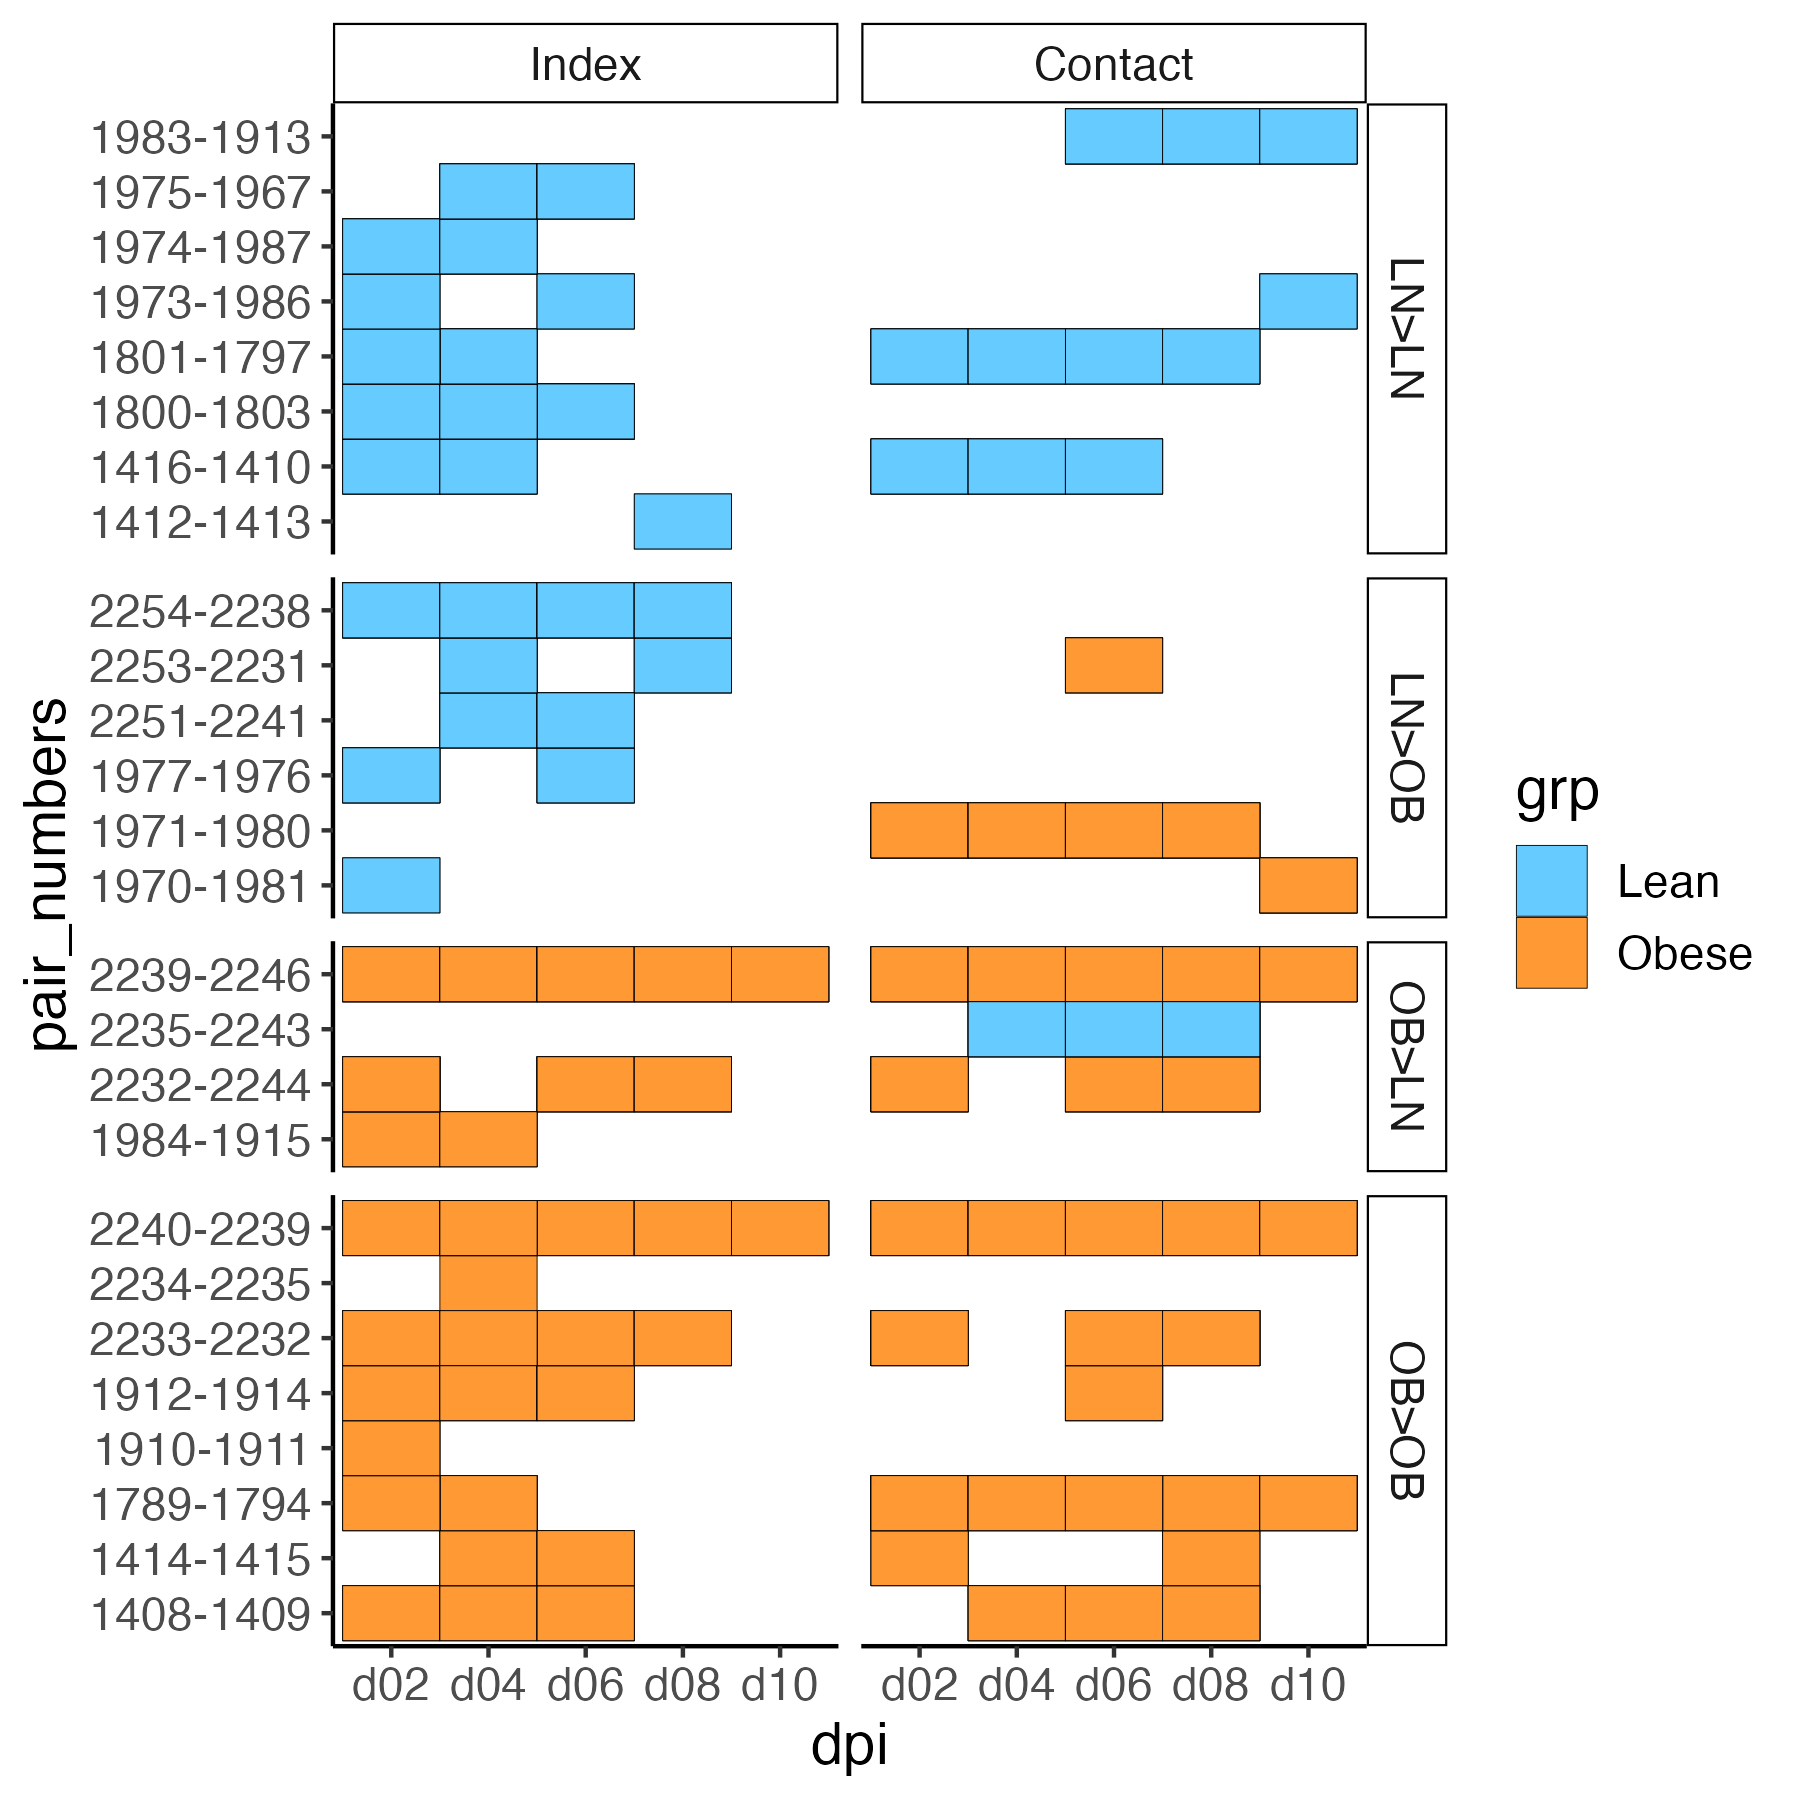 Index
Contact
1983-1913
1975-1967
1974-1987
1973-1986
1801-1797
1800-1803
1416-1410
1412-1413
LN>LN
2254-2238
2253-2231
2251-2241
1977-1976
1971-1980
1970-1981
LN>OB
2239-2246
2235-2243
2232-2244
1984-1915
OB>LN
2240-2239
2234-2235
2233-2232
1912-1914
1910-1911
1789-1794
1414-1415
1408-1409
OB>OB
pair_numbers
d02 d04 d06 d08 d10
d02 d04 d06 d08 d10
dpi
grp
Lean
Obese